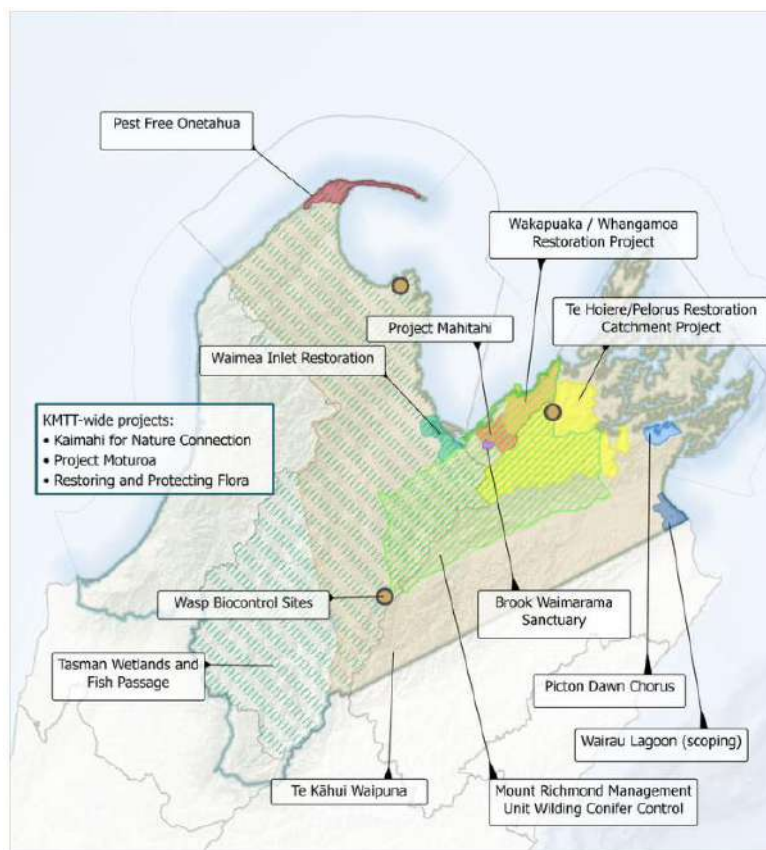 Pest Free Onetahua
Wakapuaka / Whangamoa
Restoration Project
Project Mahitahi
Te Hoiere/Pelorus Restoration
Catchment Project
Waimea Inlet Restoration
KMTT-wide projects:
• Kaimahi for Nature Connection
• Project Moturoa
• Restoring and Protecting Flora
Wasp Biocontrol Sites
Brook Waimarama
Sanctuary
Tasman Wetlands and
Fish Passage
Picton Dawn Chorus
Wairau Lagoon (scoping)
Te Kāhui Waipuna
Mount Richmond Management
Unit Wilding Conifer Control